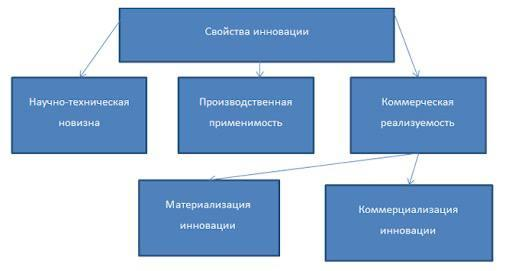 Свойства инновации
Научно-техническая
новизна
Производственная
применимость
Коммерческая
реализуемость
Материализация
инновации
Коммерциализация
инновации